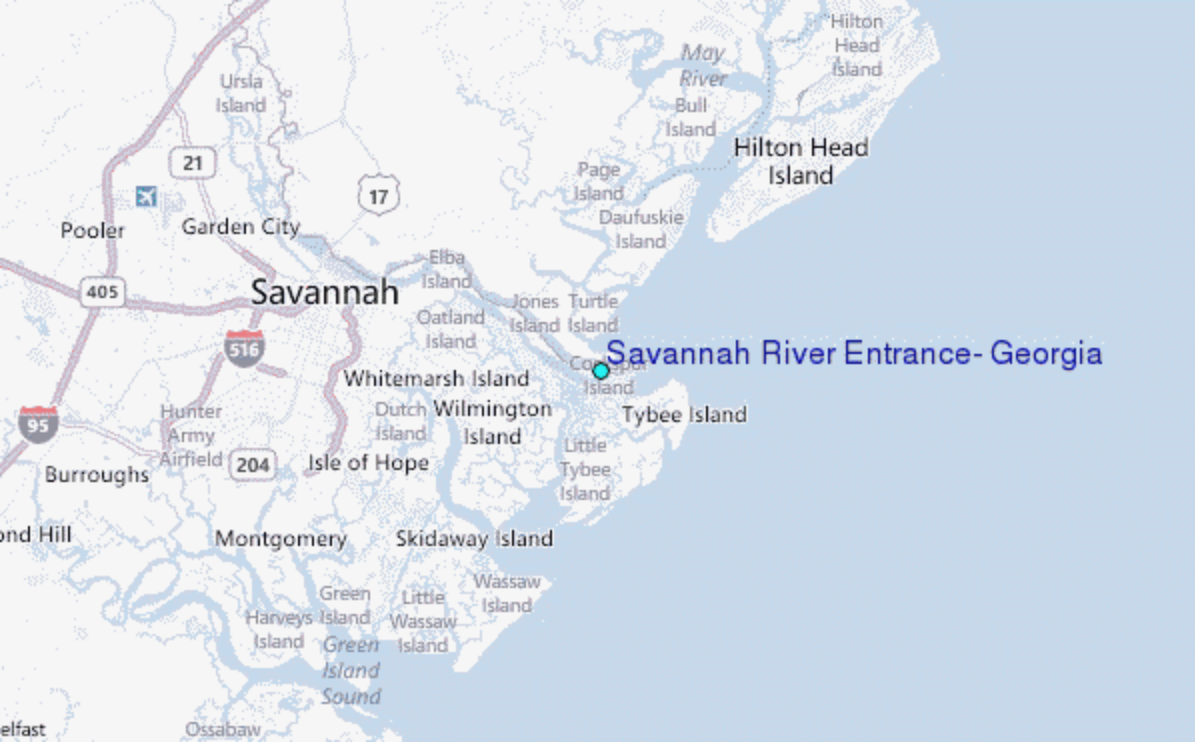 Hilton
Head
Island
May
River
Ursla
Island
Bull
Island
Hilton Head
Island
21
Page
Island
17
Daufuskie
Island
Pooler
Garden City
Elba
Island
405
Savannah
Jones
Island
Turtle
Island
Oatland
Island
516
Savannah River Entrance- Georgia
Island
Whitemarsh Island
Dutch
Island
Wilmington
Island
Tybee Island
95
Hunter
Army
Airfield
204
Isle of Hope
Little
Tybee
Island
Burroughs
ond Hill
Montgomery
Skidaway Island
Wassaw
Island
Green
Island
Little
Wassaw
Island
Harveys
Island
Green
Island
Sound
elfast
Ossabaw